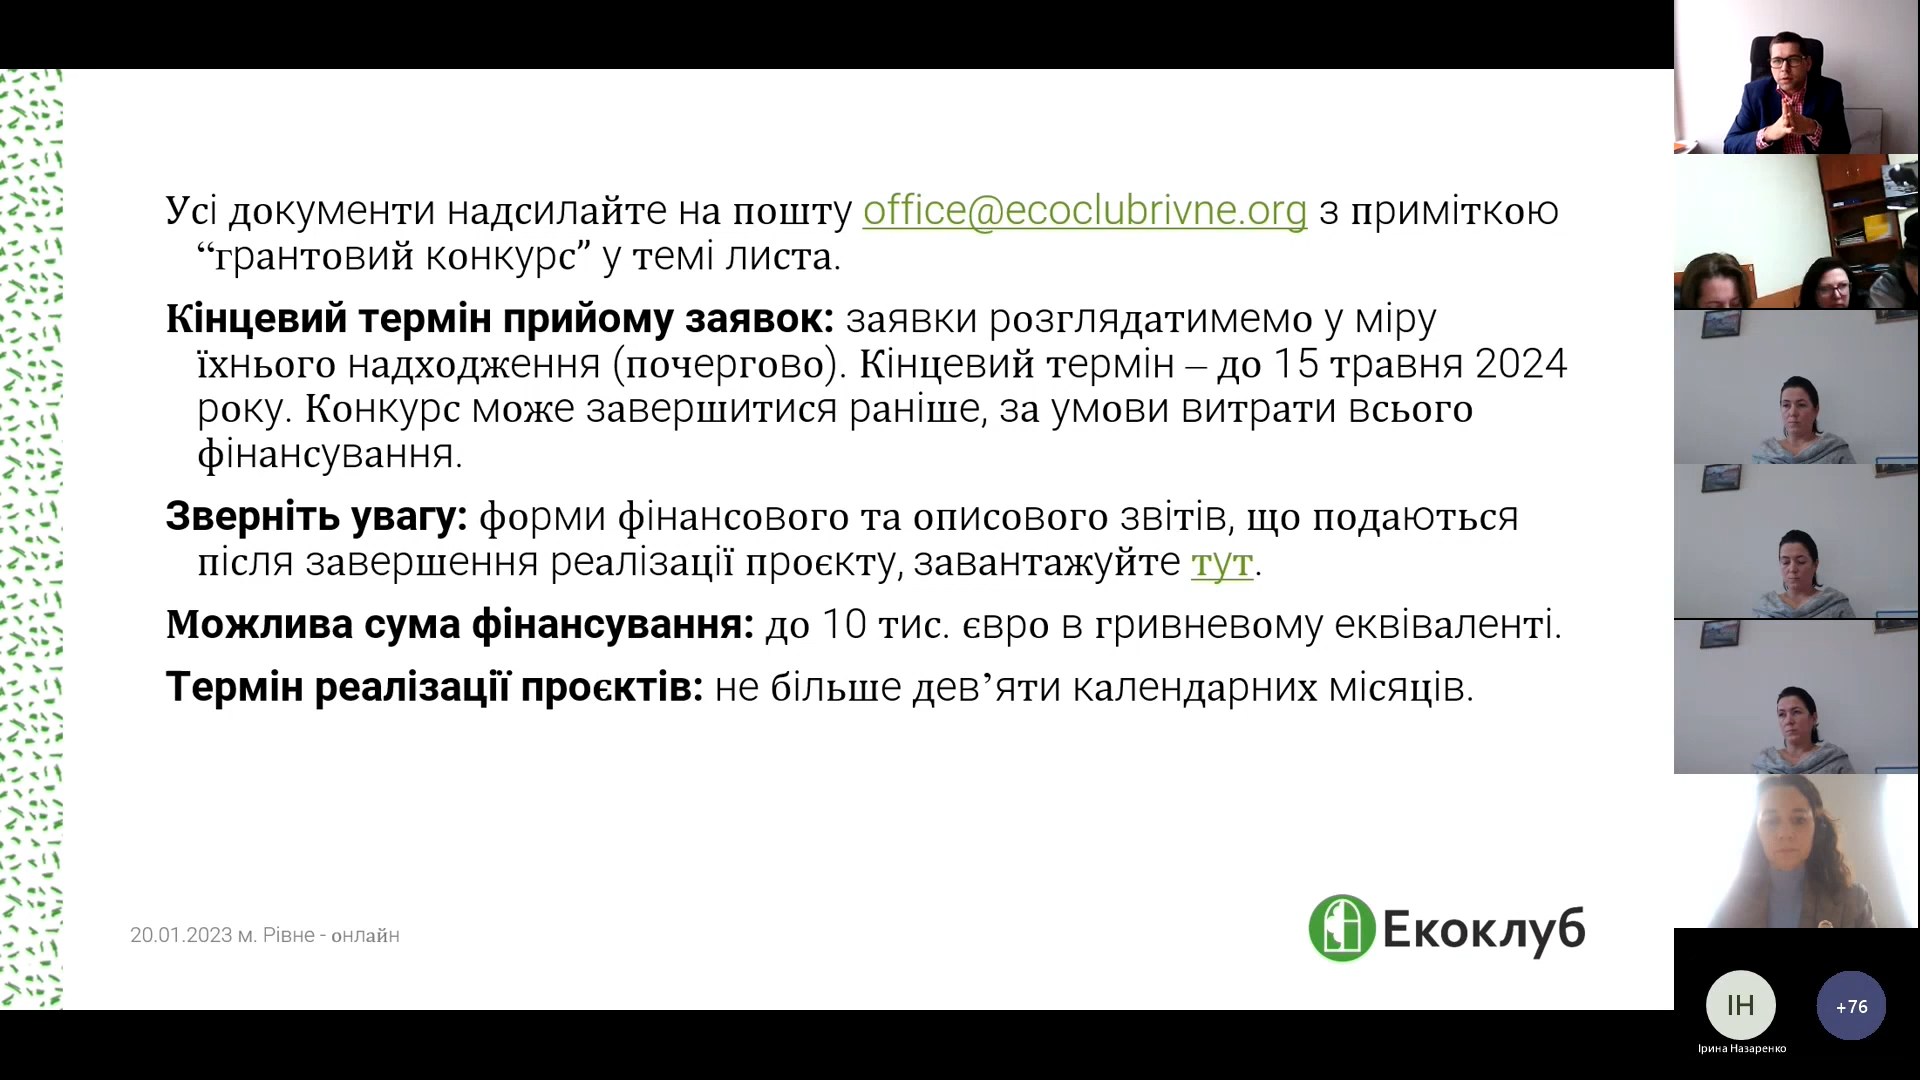 Усі документи надсилайте на пошту office@ecoclubrivne.org з приміткою
“грантовий конкурс” у темі листа.
Кінцевий термін прийому заявок: заявки розглядатимемо у міру
їхнього надходження (почергово). Кінцевий термін – до 15 травня 2024
року. Конкурс може завершитися раніше, за умови витрати всього
фінансування.
Зверніть увагу: форми фінансового та описового звітів, що подаються
після завершення реалізації проєкту, завантажуйте тут.
Можлива сума фінансування: до 10 тис. євро в гривневому еквіваленті.
Термін реалізації проєктів: не більше дев’яти календарних місяців.
20.01.2023 м. Рівне - онлайн
Екоклуб
ІН
+76
Ірина Назаренко